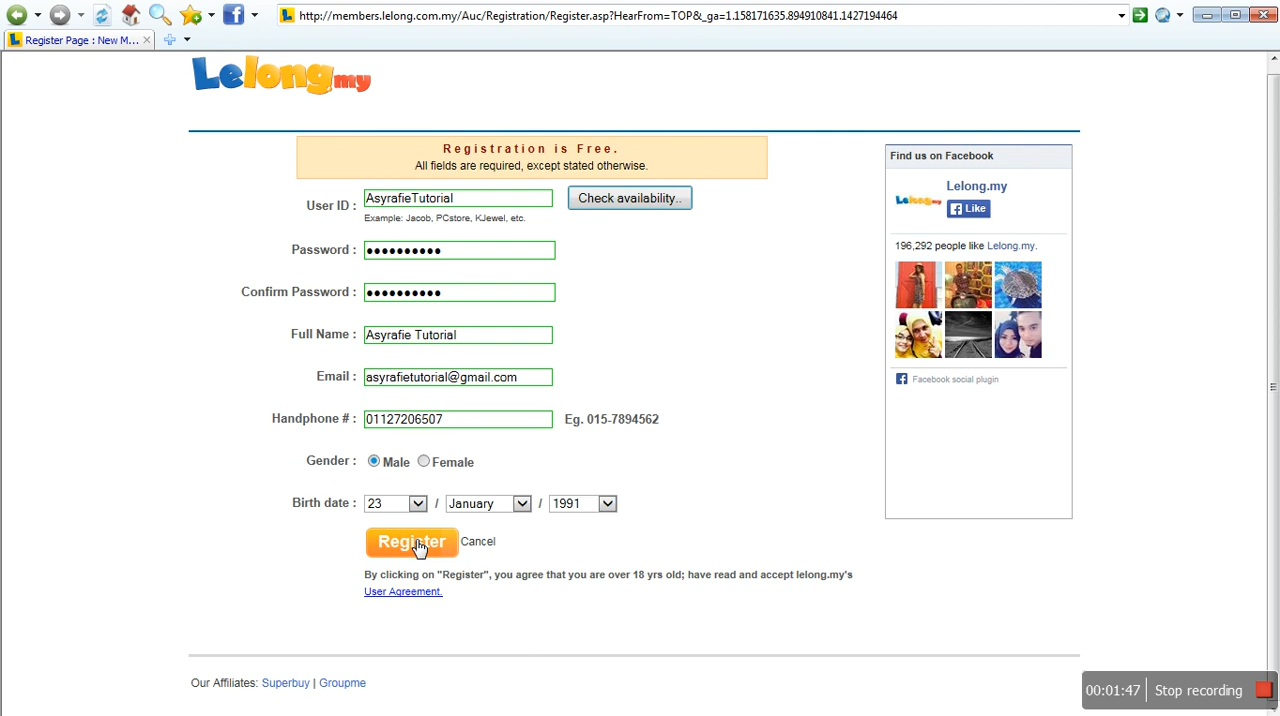 http://members.lelong.com.my/Auc/Registration/Register.asp?HearFrom=TOP&_ga=1.158171635.894910841.1427194464
Register Page : New M...
Lelong.my
Registration is Free.
All fields are required, except stated otherwise.
User ID : AsyrafieTutorial Check availability..
Example: Jacob, PCstore, KJewel, etc.
Password : ●●●●●●●●●●
Confirm Password : ●●●●●●●●●●
Full Name : Asyrafie Tutorial
Email : asyrafietutorial@gmail.com
Handphone # : 01127206507 Eg. 015-7894562
Gender : Male Female
Birth date : 23 / January / 1991
Register Cancel
By clicking on "Register", you agree that you are over 18 yrs old; have read and accept lelong.my's
User Agreement.
Find us on Facebook
Lelong.my
Like
196,292 people like Lelong.my.
Facebook social plugin
Our Affiliates: Superbuy | Groupme
00:01:47 Stop recording